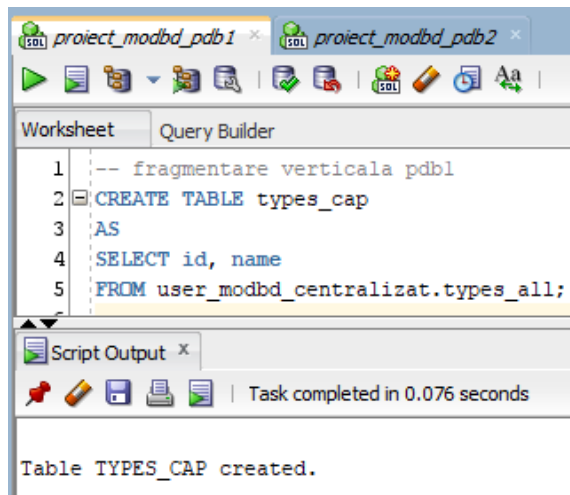 proiect_modbd_pdb1 × proiect_modbd_pdb2 ×
Worksheet Query Builder
1 -- fragmentare verticala pdb1
2 CREATE TABLE types_cap
3 AS
4 SELECT id, name
5 FROM user_modbd_centralizat.types_all;
Script Output ×
Task completed in 0.076 seconds
Table TYPES_CAP created.